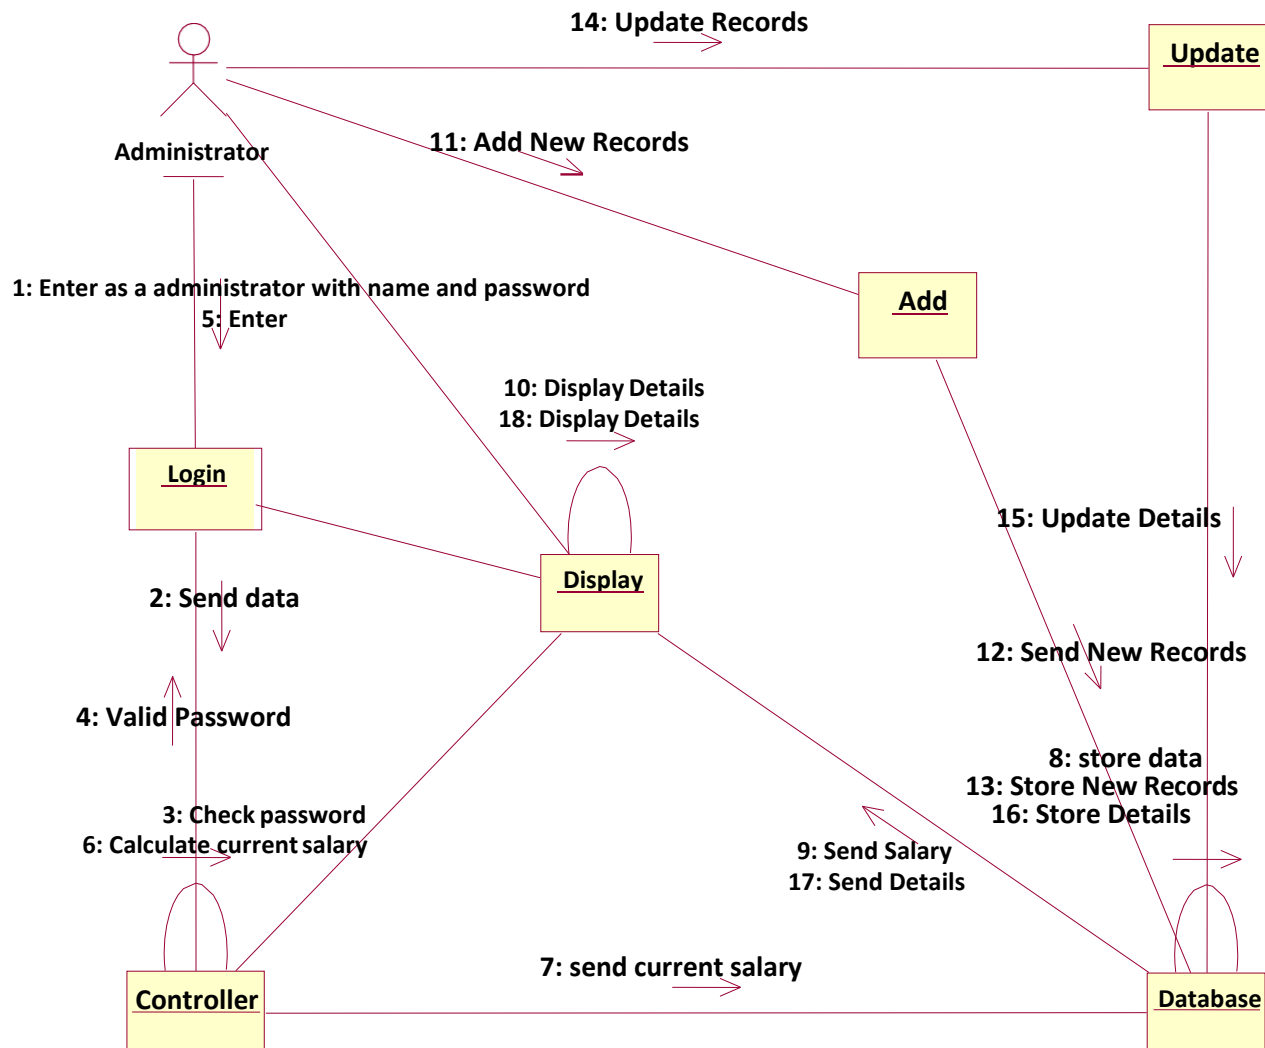 14: Update Records
Update
11: Add New Records
Administrator
1: Enter as a administrator with name and password
5: Enter
Add
10: Display Details
18: Display Details
Login
15: Update Details
Display
2: Send data
12: Send New Records
4: Valid Password
8: store data
13: Store New Records
16: Store Details
3: Check password
6: Calculate current salary
9: Send Salary
17: Send Details
7: send current salary
Controller
Database